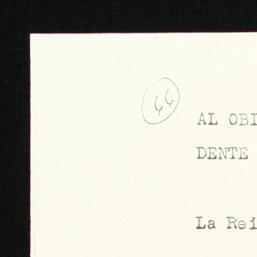 66
AL OBI
DENTE
La Rei